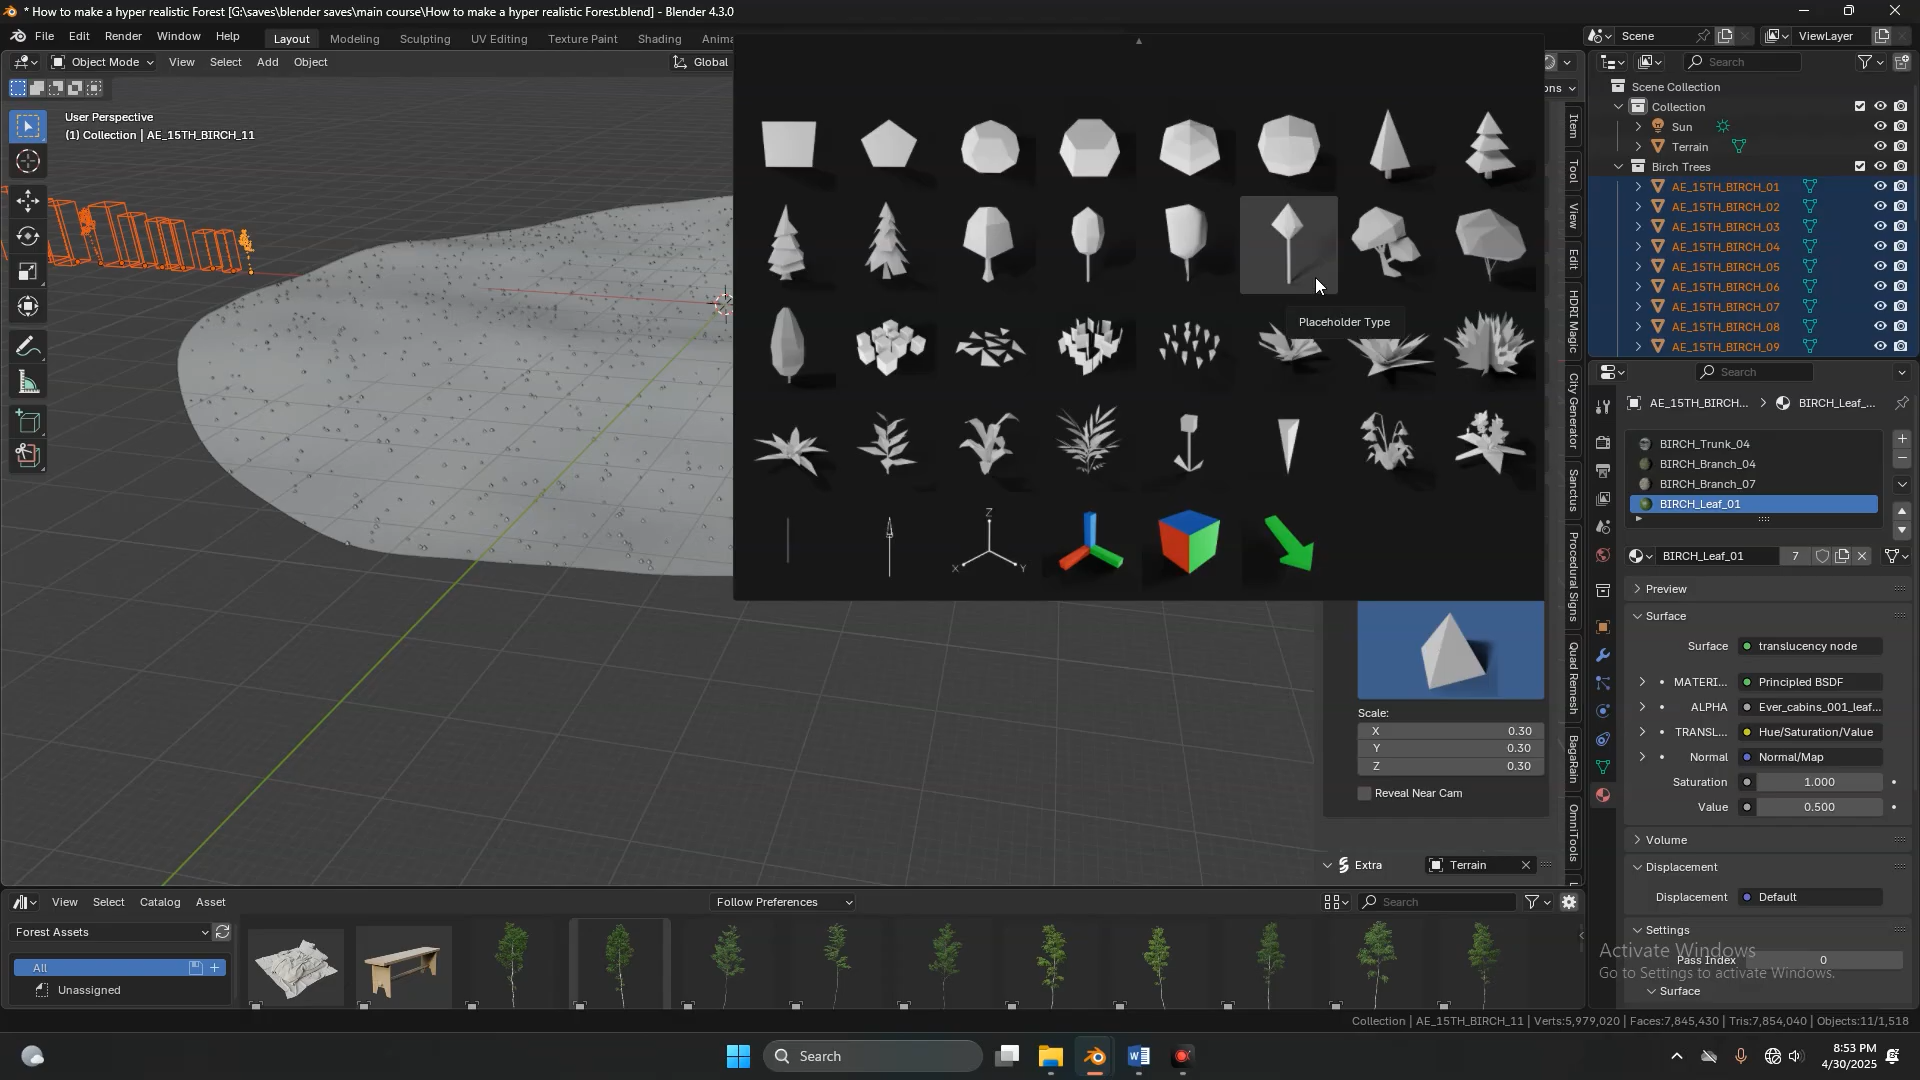 * How to make a hyper realistic Forest [G:\saves\blender saves\main course\How to make a hyper realistic Forest.blend] - Blender 4.3.0
File Edit Render Window Help
Layout Modeling Sculpting UV Editing Texture Paint Shading
Scene
ViewLayer
Object Mode View Select Add Object
Global
User Perspective
(1) Collection | AE_15TH_BIRCH_11
Placeholder Type
Scale:
X 0.30
Y 0.30
Z 0.30
Reveal Near Cam
Extra
Terrain
Item
Tool
View
Edit
HDRI Magic
City Generator
Sanctus
Procedural Signs
Quad Remesh
BagaRain
OmniTools
Search
Scene Collection
Collection
Sun
Terrain
Birch Trees
AE_15TH_BIRCH_01
AE_15TH_BIRCH_02
AE_15TH_BIRCH_03
AE_15TH_BIRCH_04
AE_15TH_BIRCH_05
AE_15TH_BIRCH_06
AE_15TH_BIRCH_07
AE_15TH_BIRCH_08
AE_15TH_BIRCH_09
Search
AE_15TH_BIRCH... > BIRCH_Leaf_...
BIRCH_Trunk_04
BIRCH_Branch_04
BIRCH_Branch_07
BIRCH_Leaf_01
BIRCH_Leaf_01 7
Preview
Surface
Surface translucency node
MATERI... Principled BSDF
ALPHA Ever_cabins_001_leaf...
TRANSL... Hue/Saturation/Value
Normal Normal/Map
Saturation 1.000
Value 0.500
Volume
Displacement
Displacement Default
Settings
Pass Index 0
Surface
Activate Windows
Go to Settings to activate Windows.
View Select Catalog Asset
Follow Preferences
Search
Forest Assets
All
Unassigned
Collection | AE_15TH_BIRCH_11 | Verts:5,979,020 | Faces:7,845,430 | Tris:7,854,040 | Objects:11/1,518
Search
8:53 PM
4/30/2025